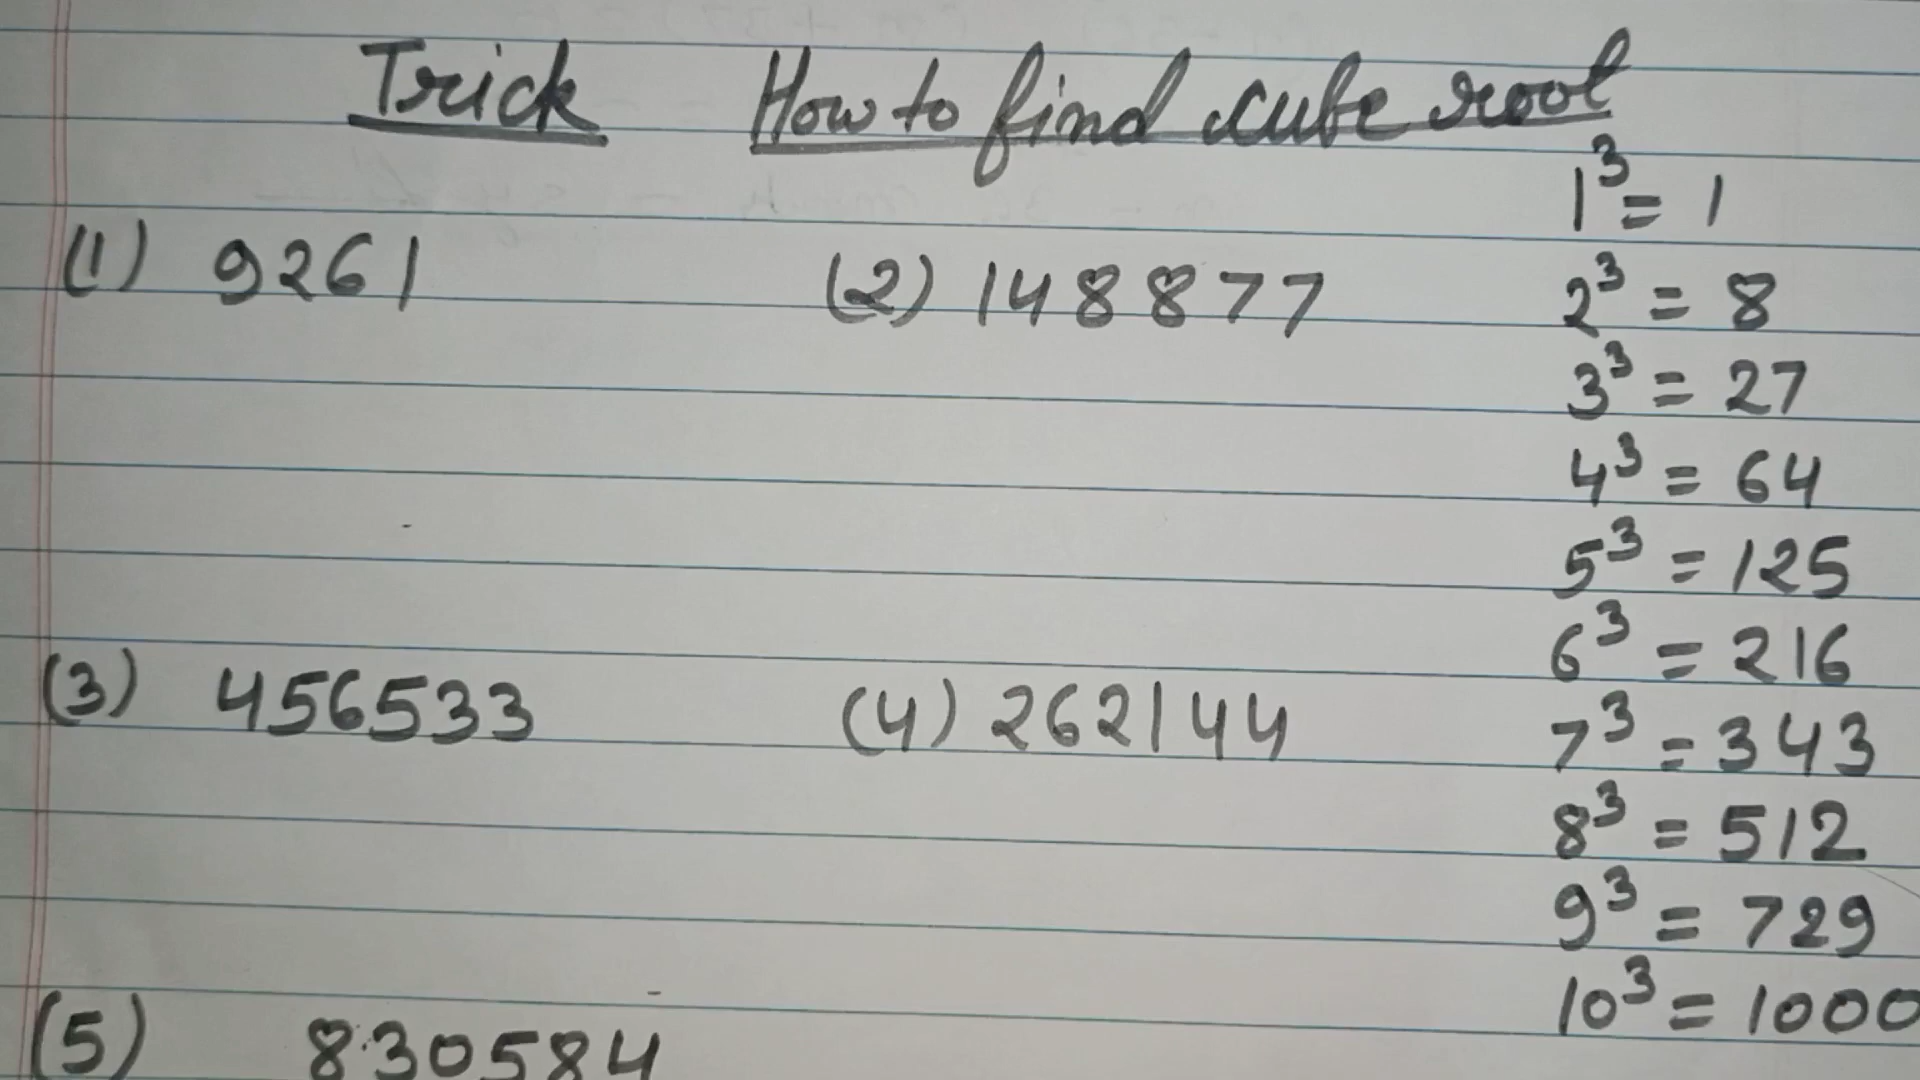 Trick How to find cube root
1³ = 1
(1) 9261 (2) 148877 2³ = 8
3³ = 27
4³ = 64
5³ = 125
6³ = 216
(3) 456533 (4) 262144 7³ = 343
8³ = 512
9³ = 729
10³ = 1000
(5) 830584